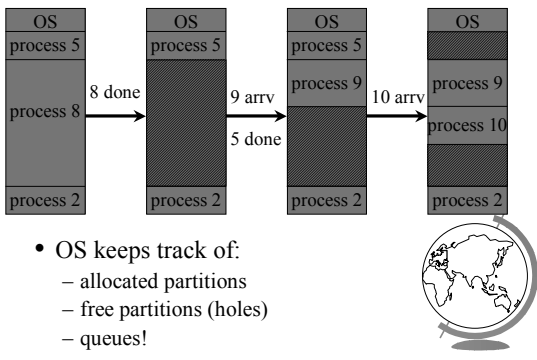 OS
process 5
process 8
process 2
8 done
OS
process 5
process 2
9 arrv
5 done
OS
process 5
process 9
process 2
10 arrv
OS
process 9
process 10
process 2
• OS keeps track of:
– allocated partitions
– free partitions (holes)
– queues!